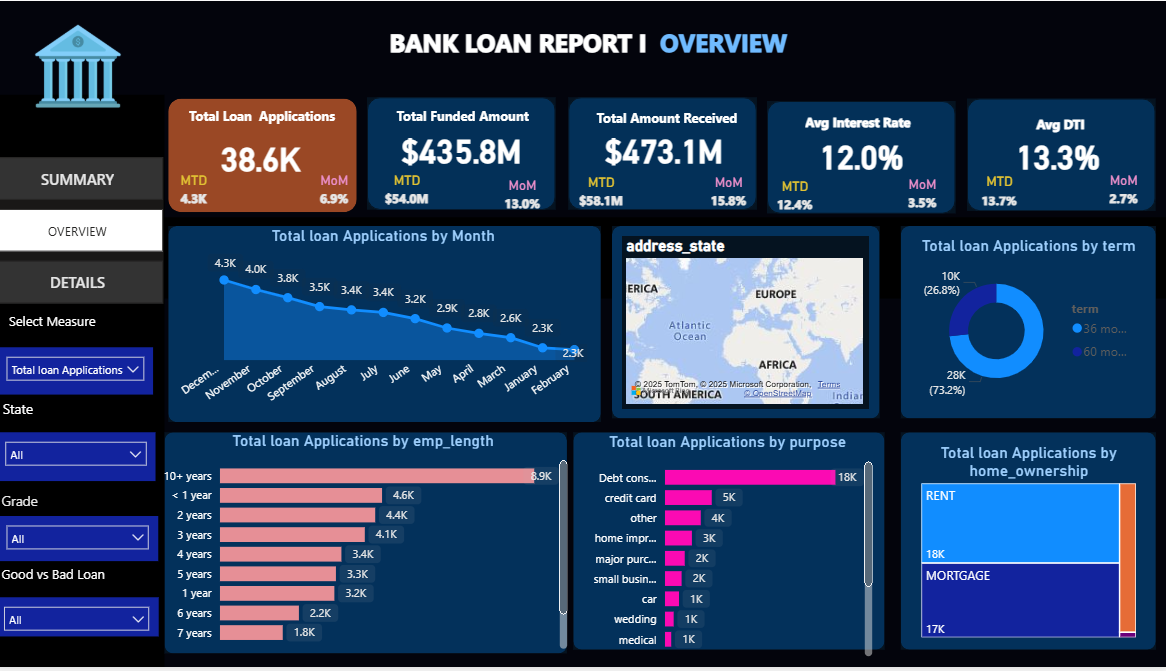 BANK LOAN REPORT I OVERVIEW
Total Loan Applications
38.6K
MTD
MoM
4.3K
6.9%
Total Funded Amount
$435.8M
MTD
MoM
$54.0M
13.0%
Total Amount Received
$473.1M
MTD
MoM
$58.1M
15.8%
Avg Interest Rate
12.0%
MTD
MoM
12.4%
3.5%
Avg DTI
13.3%
MTD
MoM
13.7%
2.7%
SUMMARY
OVERVIEW
DETAILS
Select Measure
Total loan Applications
State
All
Grade
All
Good vs Bad Loan
All
Total loan Applications by Month
4.3K
4.0K
3.8K
3.5K
3.4K
3.4K
3.2K
2.9K
2.8K
2.6K
2.3K
2.3K
Decem...
November
October
September
August
July
June
May
April
March
January
February
address_state
ERICA
EUROPE
Atlantic
Ocean
AFRICA
© 2025 TomTom, © 2025 Microsoft Corporation, Terms
© OpenStreetMap
SOUTH AMERICA
Indian
Total loan Applications by term
10K
(26.8%)
28K
(73.2%)
term
36 mo...
60 mo...
Total loan Applications by emp_length
10+ years
8.9K
< 1 year
4.6K
2 years
4.4K
3 years
4.1K
4 years
3.4K
5 years
3.3K
1 year
3.2K
6 years
2.2K
7 years
1.8K
Total loan Applications by purpose
Debt cons...
18K
credit card
5K
other
4K
home impr...
3K
major purc...
2K
small busin...
2K
car
1K
wedding
1K
medical
1K
Total loan Applications by
home_ownership
RENT
18K
MORTGAGE
17K